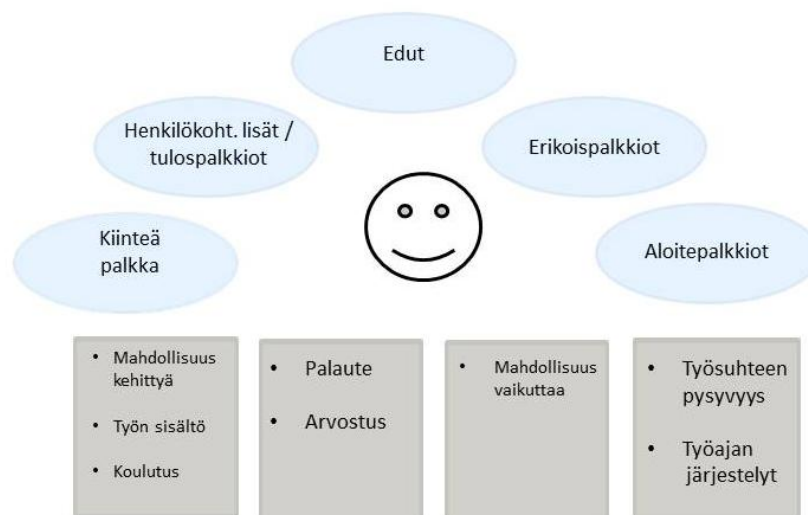 Edut
Henkilökoht. lisät /
tulospalkkiot
Erikoispalkkiot
Kiinteä
palkka
Aloitepalkkiot
• Mahdollisuus
kehittyä
• Työn sisältö
• Koulutus
• Palaute
• Arvostus
• Mahdollisuus
vaikuttaa
• Työsuhteen
pysyvyys
• Työajan
järjestelyt